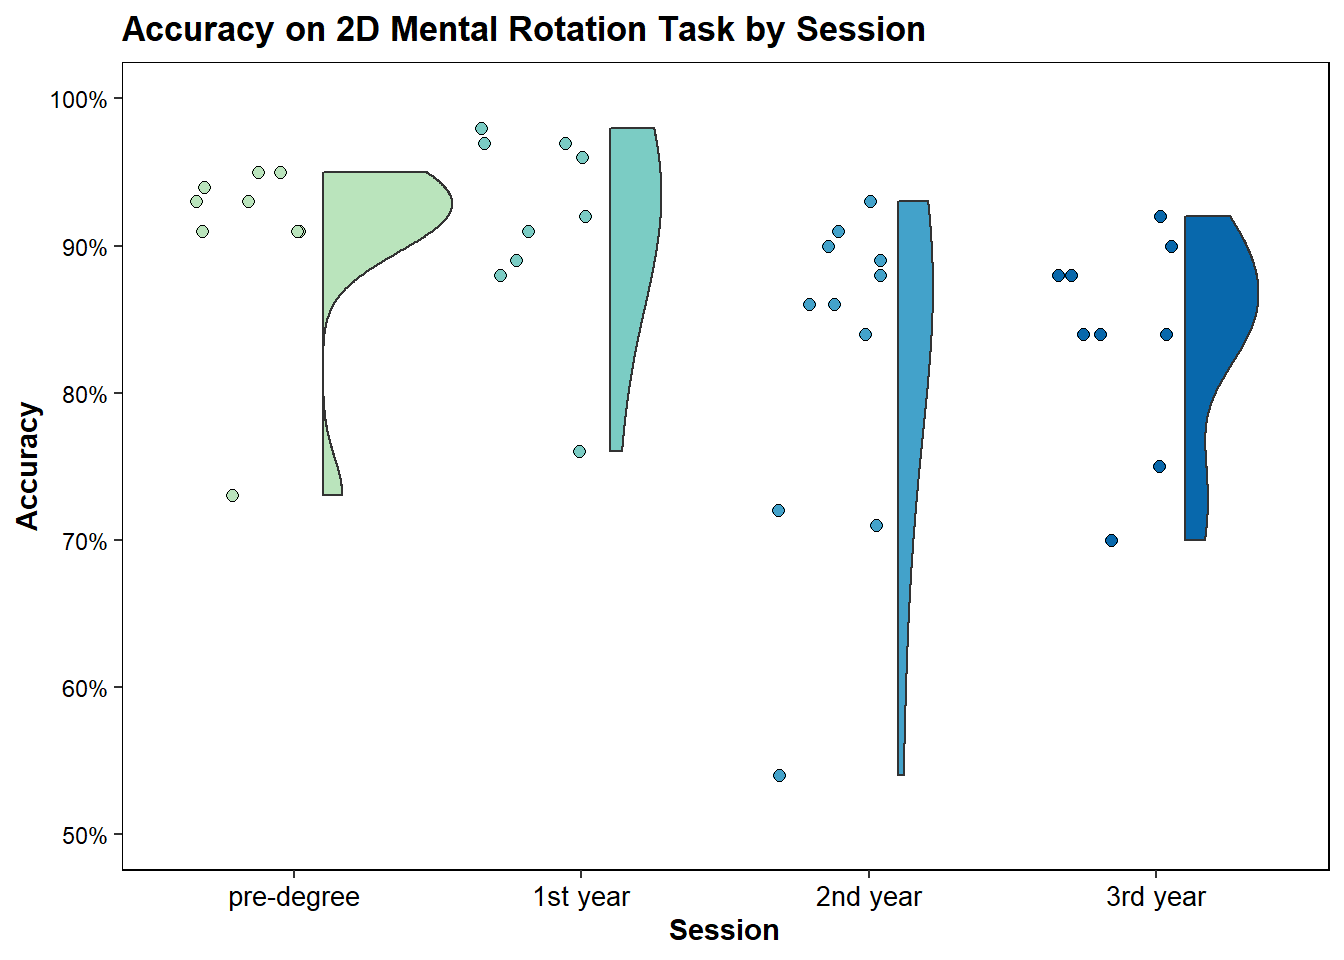 Accuracy on 2D Mental Rotation Task by Session
100%
90%
80%
70%
60%
50%
Accuracy
pre-degree 1st year 2nd year 3rd year
Session